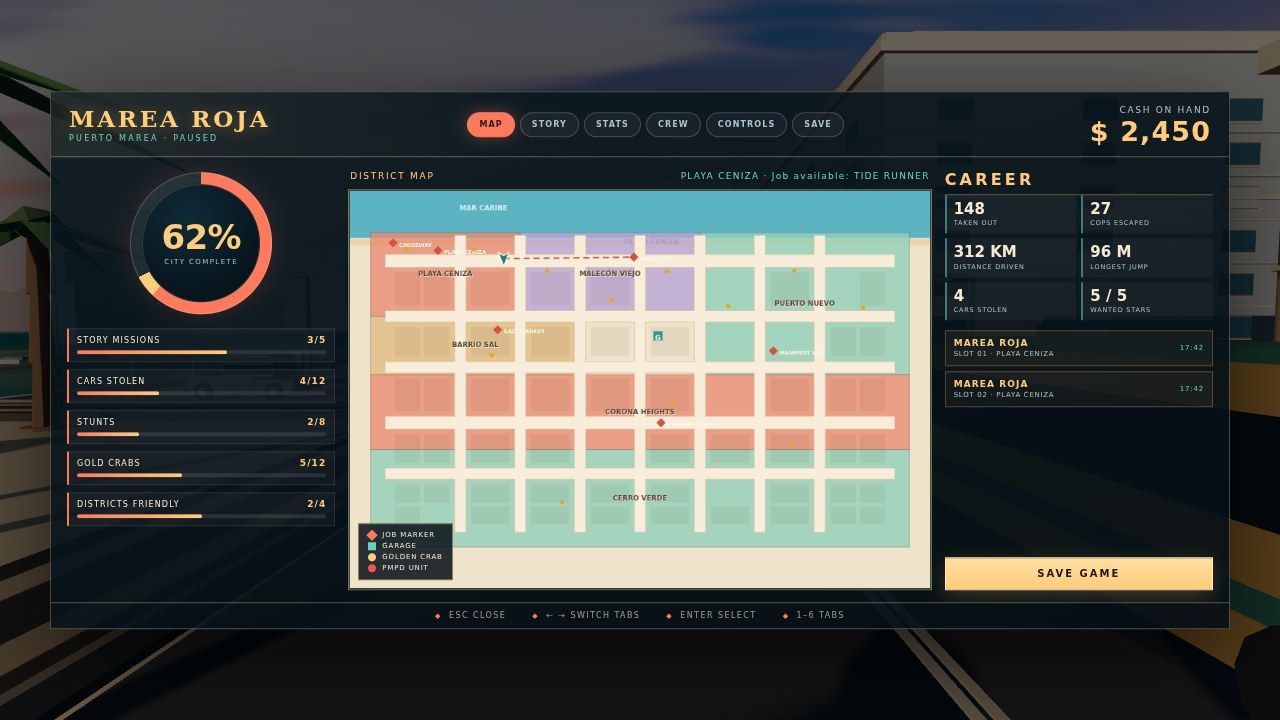 MAREA ROJA
PUERTO MAREA · PAUSED
MAP
STORY
STATS
CREW
CONTROLS
SAVE
CASH ON HAND
$ 2,450
62%
CITY COMPLETE
STORY MISSIONS 3/5
CARS STOLEN 4/12
STUNTS 2/8
GOLD CRABS 5/12
DISTRICTS FRIENDLY 2/4
DISTRICT MAP
PLAYA CENIZA · Job available: TIDE RUNNER
MAR CARIBE
CAUSEWAY
PLAYA CENIZA
MALECÓN VIEJO
PUERTO NUEVO
SALT MARKET
BARRIO SAL
G
MANIFEST
CORONA HEIGHTS
CERRO VERDE
JOB MARKER
GARAGE
GOLDEN CRAB
PMPD UNIT
CAREER
148
TAKEN OUT
27
COPS ESCAPED
312 KM
DISTANCE DRIVEN
96 M
LONGEST JUMP
4
CARS STOLEN
5 / 5
WANTED STARS
MAREA ROJA
SLOT 01 · PLAYA CENIZA
17:42
MAREA ROJA
SLOT 02 · PLAYA CENIZA
17:42
SAVE GAME
ESC CLOSE
← → SWITCH TABS
ENTER SELECT
1–6 TABS